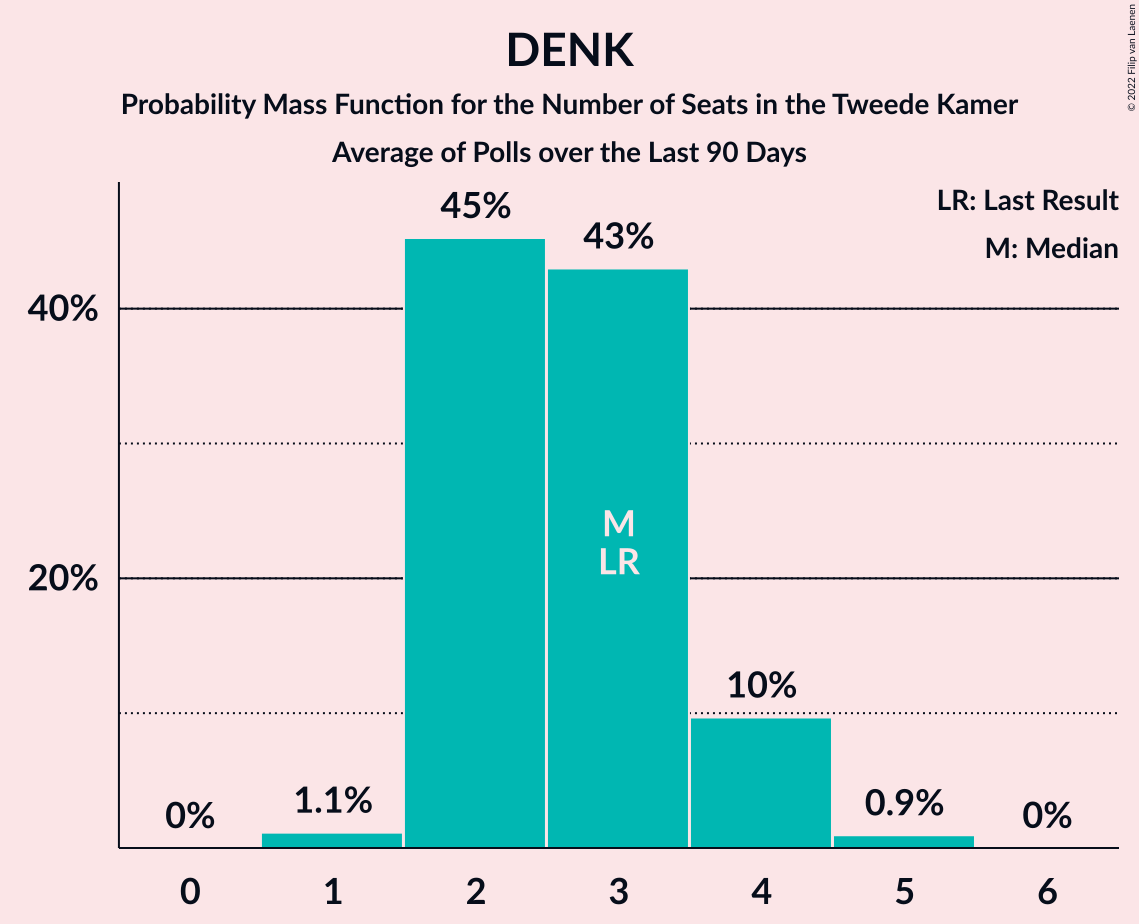 DENK
Probability Mass Function for the Number of Seats in the Tweede Kamer
Average of Polls over the Last 90 Days
© 2022 Filip van Laenen
LR: Last Result
M: Median
45%
43%
40%
M
LR
20%
10%
0%
1.1%
0.9%
0%
0 1 2 3 4 5 6